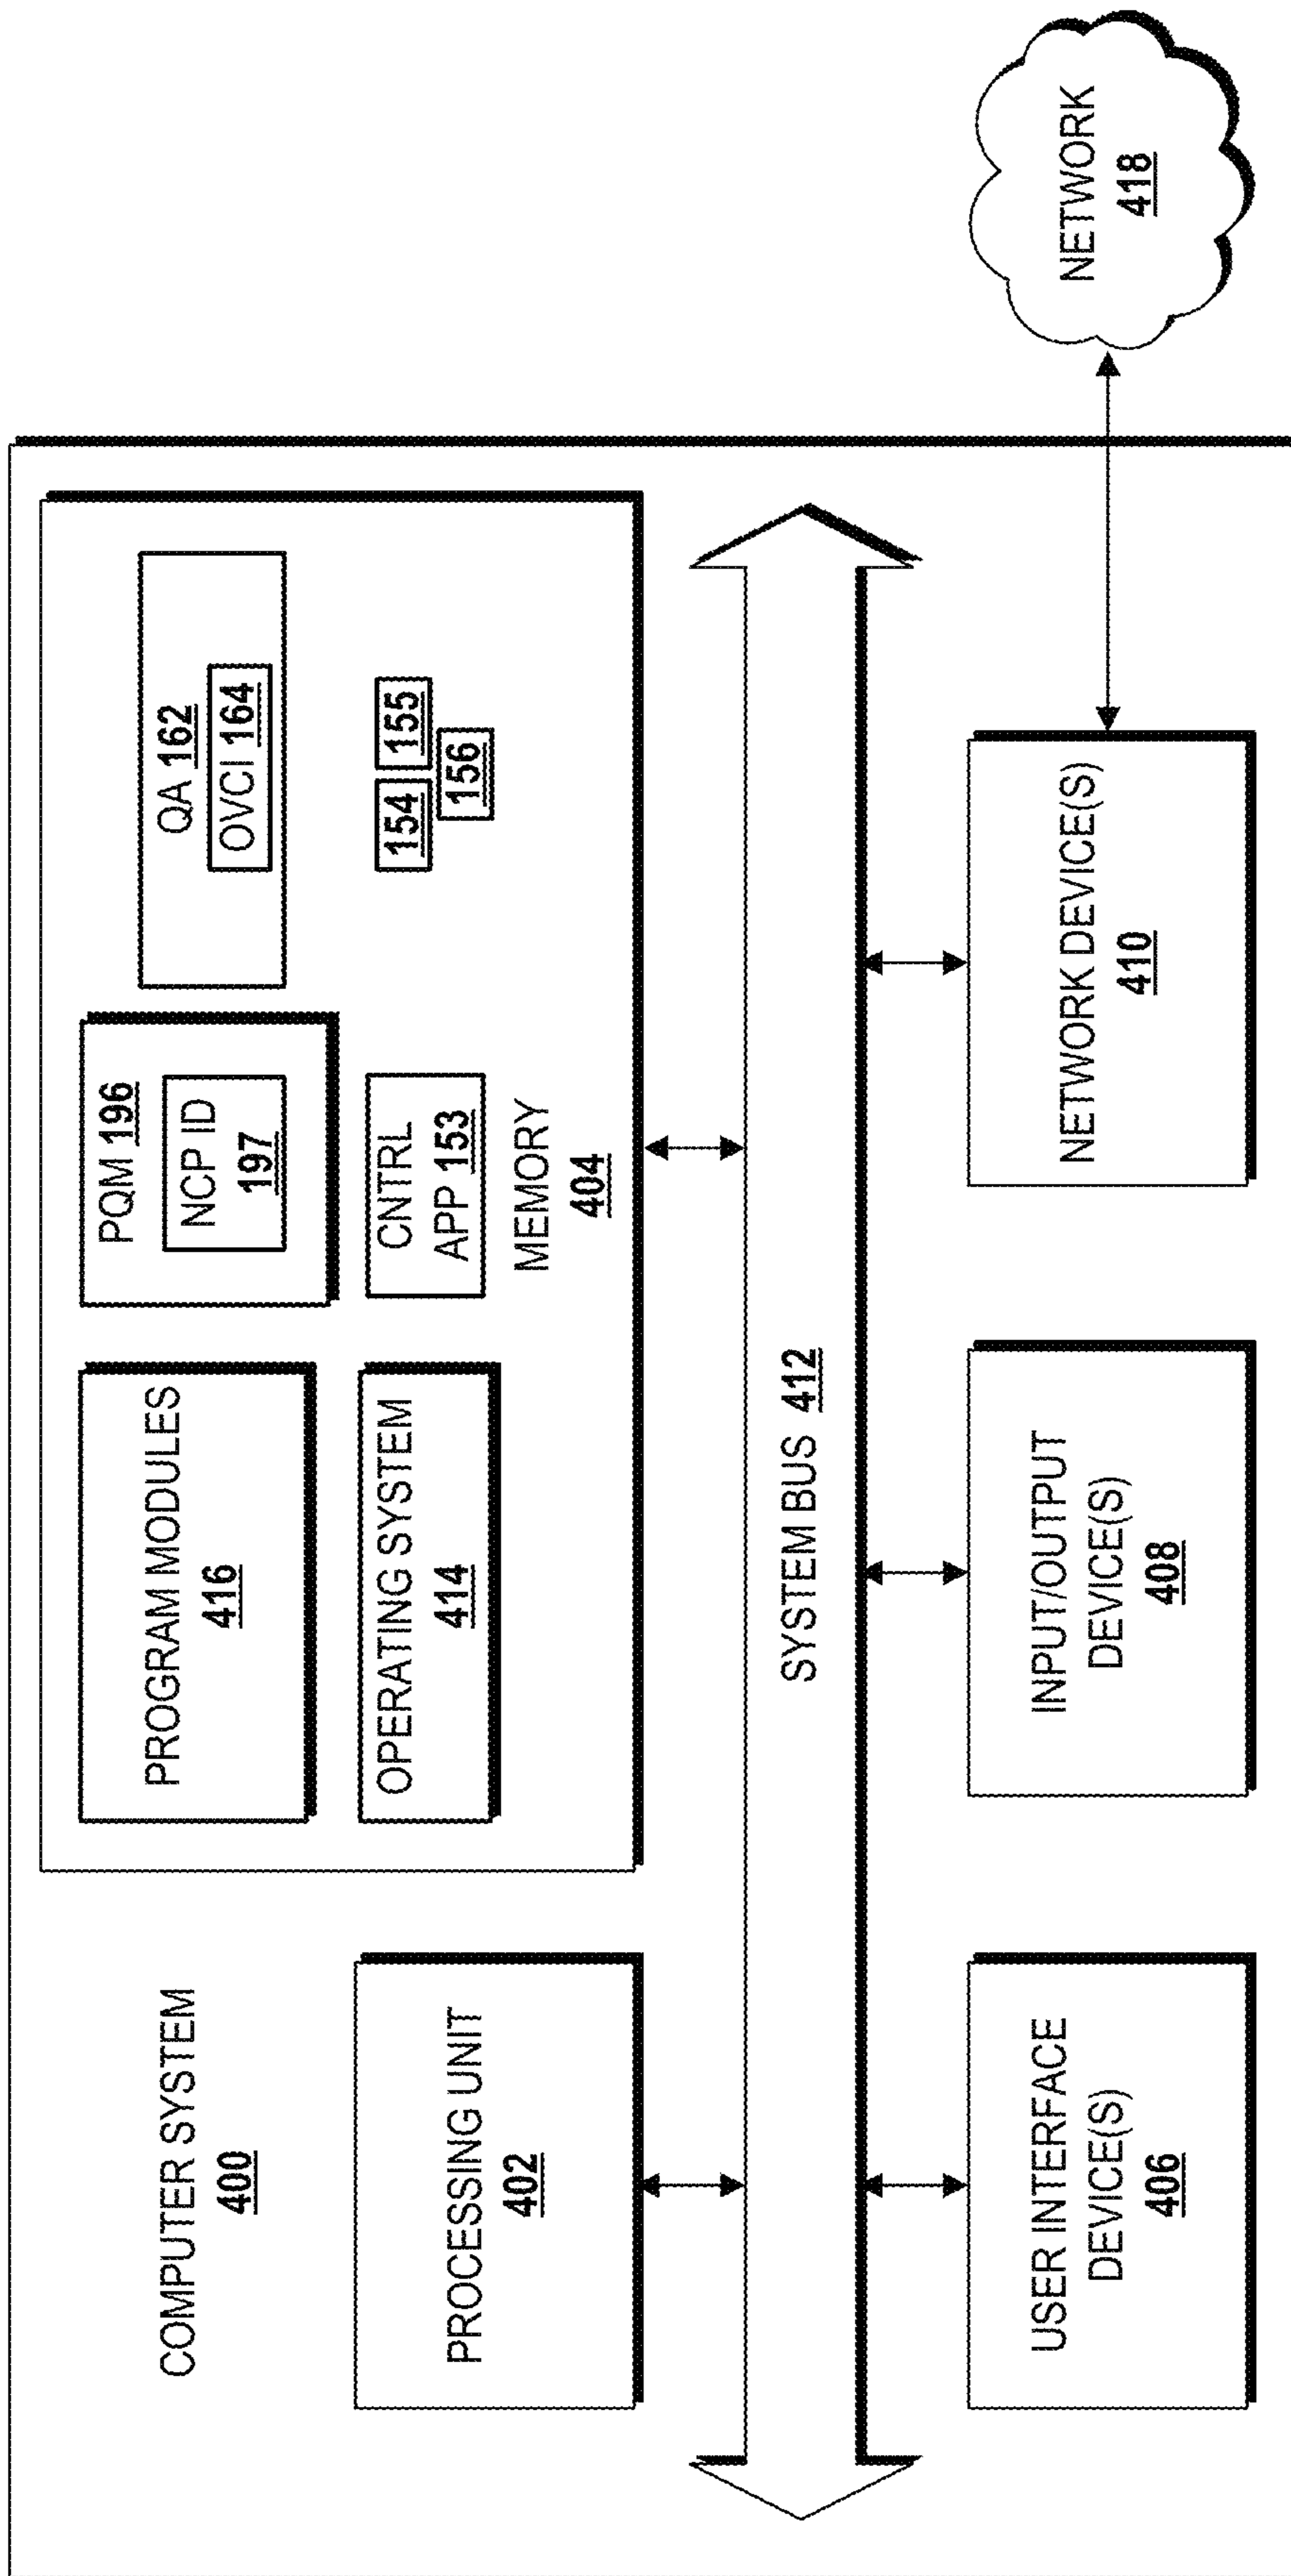 COMPUTER SYSTEM
400
PROCESSING UNIT
402
PROGRAM MODULES
416
OPERATING SYSTEM
414
PQM 196
NCP ID
197
CNTRL
APP 153
MEMORY
404
QA 162
OVCI 164
154
155
156
SYSTEM BUS 412
USER INTERFACE
DEVICE(S)
406
INPUT/OUTPUT
DEVICE(S)
408
NETWORK DEVICE(S)
410
NETWORK
418